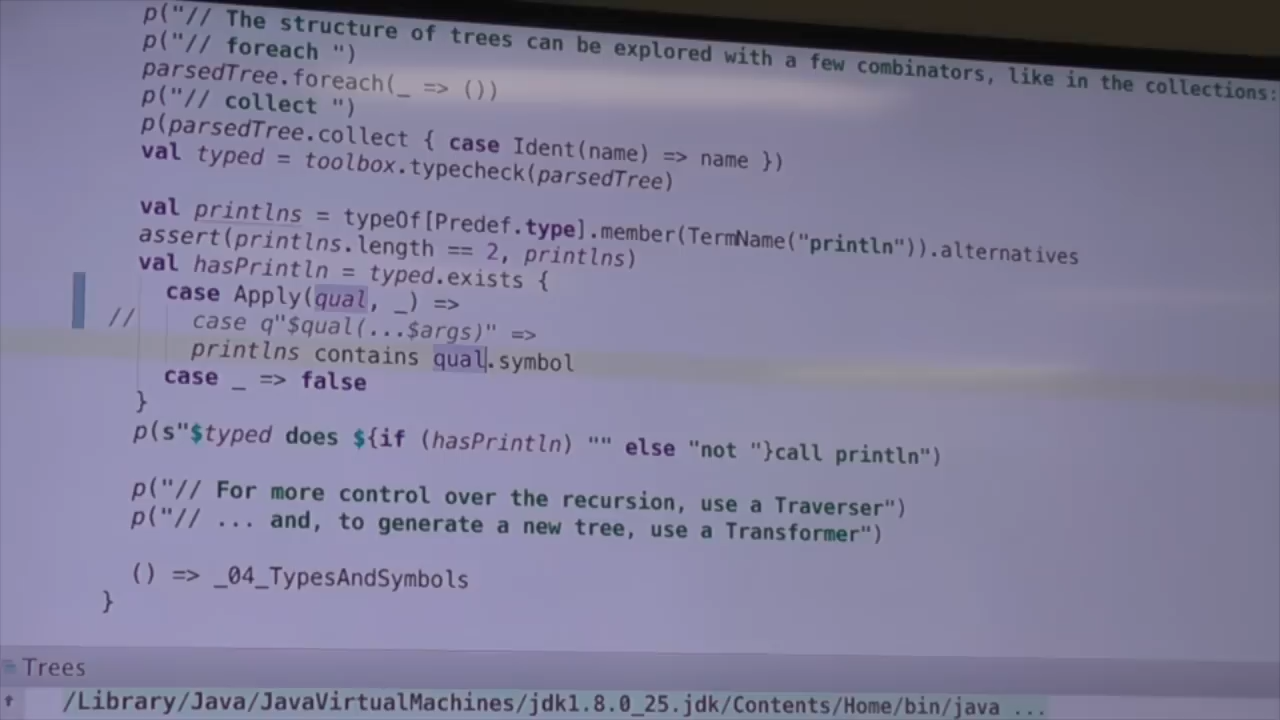 p("// The structure of trees can be explored with a few combinators, like in the collections:
p("// foreach ")
parsedTree.foreach(_ => ())
p("// collect ")
p(parsedTree.collect { case Ident(name) => name })
val typed = toolbox.typecheck(parsedTree)
val printlns = typeOf[Predef.type].member(TermName("println")).alternatives
assert(printlns.length == 2, printlns)
val hasPrintln = typed.exists {
case Apply(qual, _) =>
// case q"$qual(...$args)" =>
printlns contains qual.symbol
case _ => false
}
p(s"$typed does ${if (hasPrintln) "" else "not "}call println")
p("// For more control over the recursion, use a Traverser")
p("// ... and, to generate a new tree, use a Transformer")
() => _04_TypesAndSymbols
}
Trees
/Library/Java/JavaVirtualMachines/jdk1.8.0_25.jdk/Contents/Home/bin/java ...